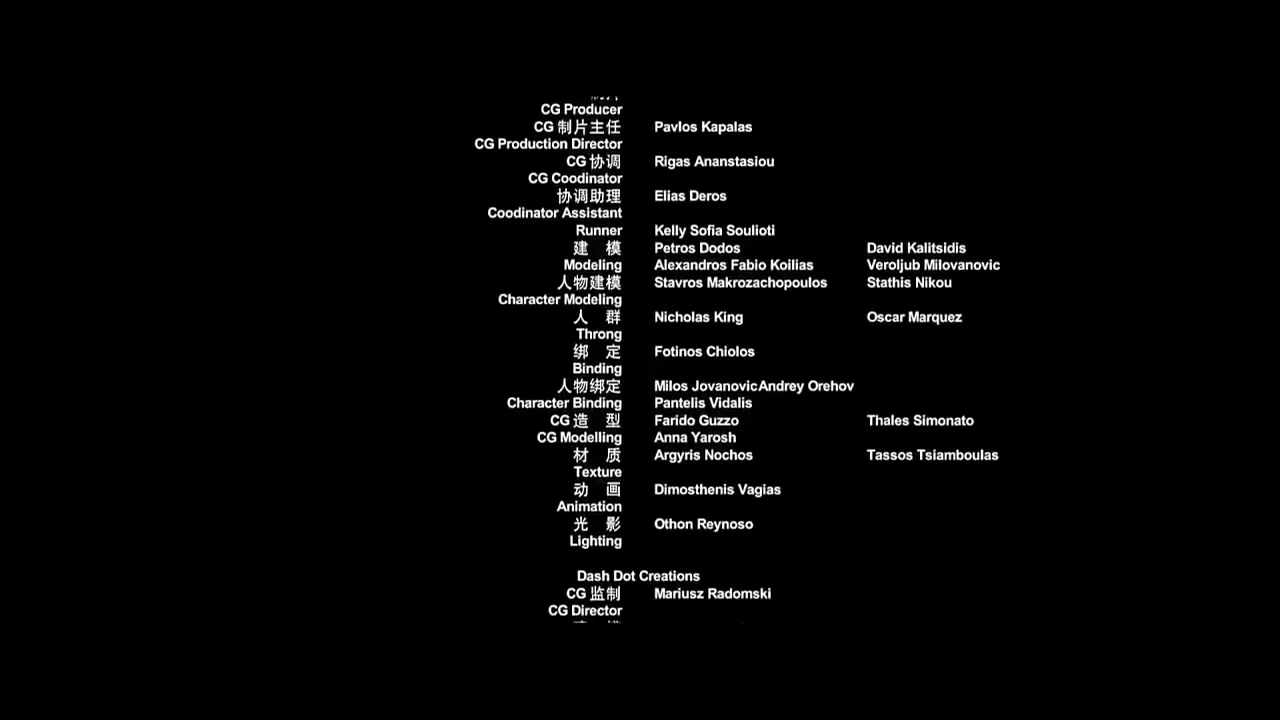 CG Producer
CG 制片主任 Pavlos Kapalas
CG Production Director
CG 协调 Rigas Ananstasiou
CG Coodinator
协调助理 Elias Deros
Coodinator Assistant
Runner Kelly Sofia Soulioti
建 模 Petros Dodos David Kalitsidis
Modeling Alexandros Fabio Koilias Veroljub Milovanovic
人物建模 Stavros Makrozachopoulos Stathis Nikou
Character Modeling
人 群 Nicholas King Oscar Marquez
Throng
绑 定 Fotinos Chiolos
Binding
人物绑定 Milos JovanovicAndrey Orehov
Character Binding Pantelis Vidalis
CG 造 型 Farido Guzzo Thales Simonato
CG Modelling Anna Yarosh
材 质 Argyris Nochos Tassos Tsiamboulas
Texture
动 画 Dimosthenis Vagias
Animation
光 影 Othon Reynoso
Lighting
Dash Dot Creations
CG 监制 Mariusz Radomski
CG Director